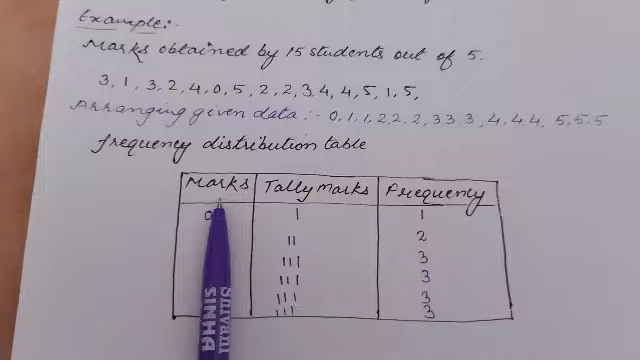 Example:-
Marks obtained by 15 students out of 5.
3, 1, 3, 2, 4, 0, 5, 2, 2, 3, 4, 4, 5, 1, 5,
Arranging given data :- 0, 1, 1, 2, 2, 2, 3, 3, 3, 4, 4, 4, 5, 5, 5
frequency distribution table
Marks Tally Marks Frequency
0 | 1
|| 2
||| 3
||| 3
||| 3
||| 3
Shivani
SINHA